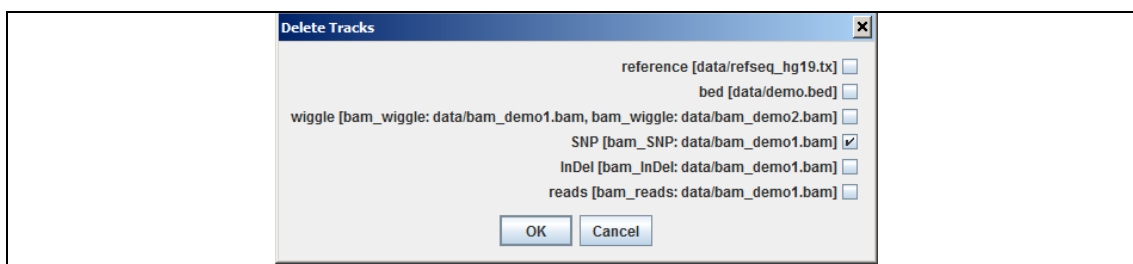 Delete Tracks
reference [data/refseq_hg19.tx]
bed [data/demo.bed]
wiggle [bam_wiggle: data/bam_demo1.bam, bam_wiggle: data/bam_demo2.bam]
SNP [bam_SNP: data/bam_demo1.bam]
InDel [bam_InDel: data/bam_demo1.bam]
reads [bam_reads: data/bam_demo1.bam]
OK Cancel